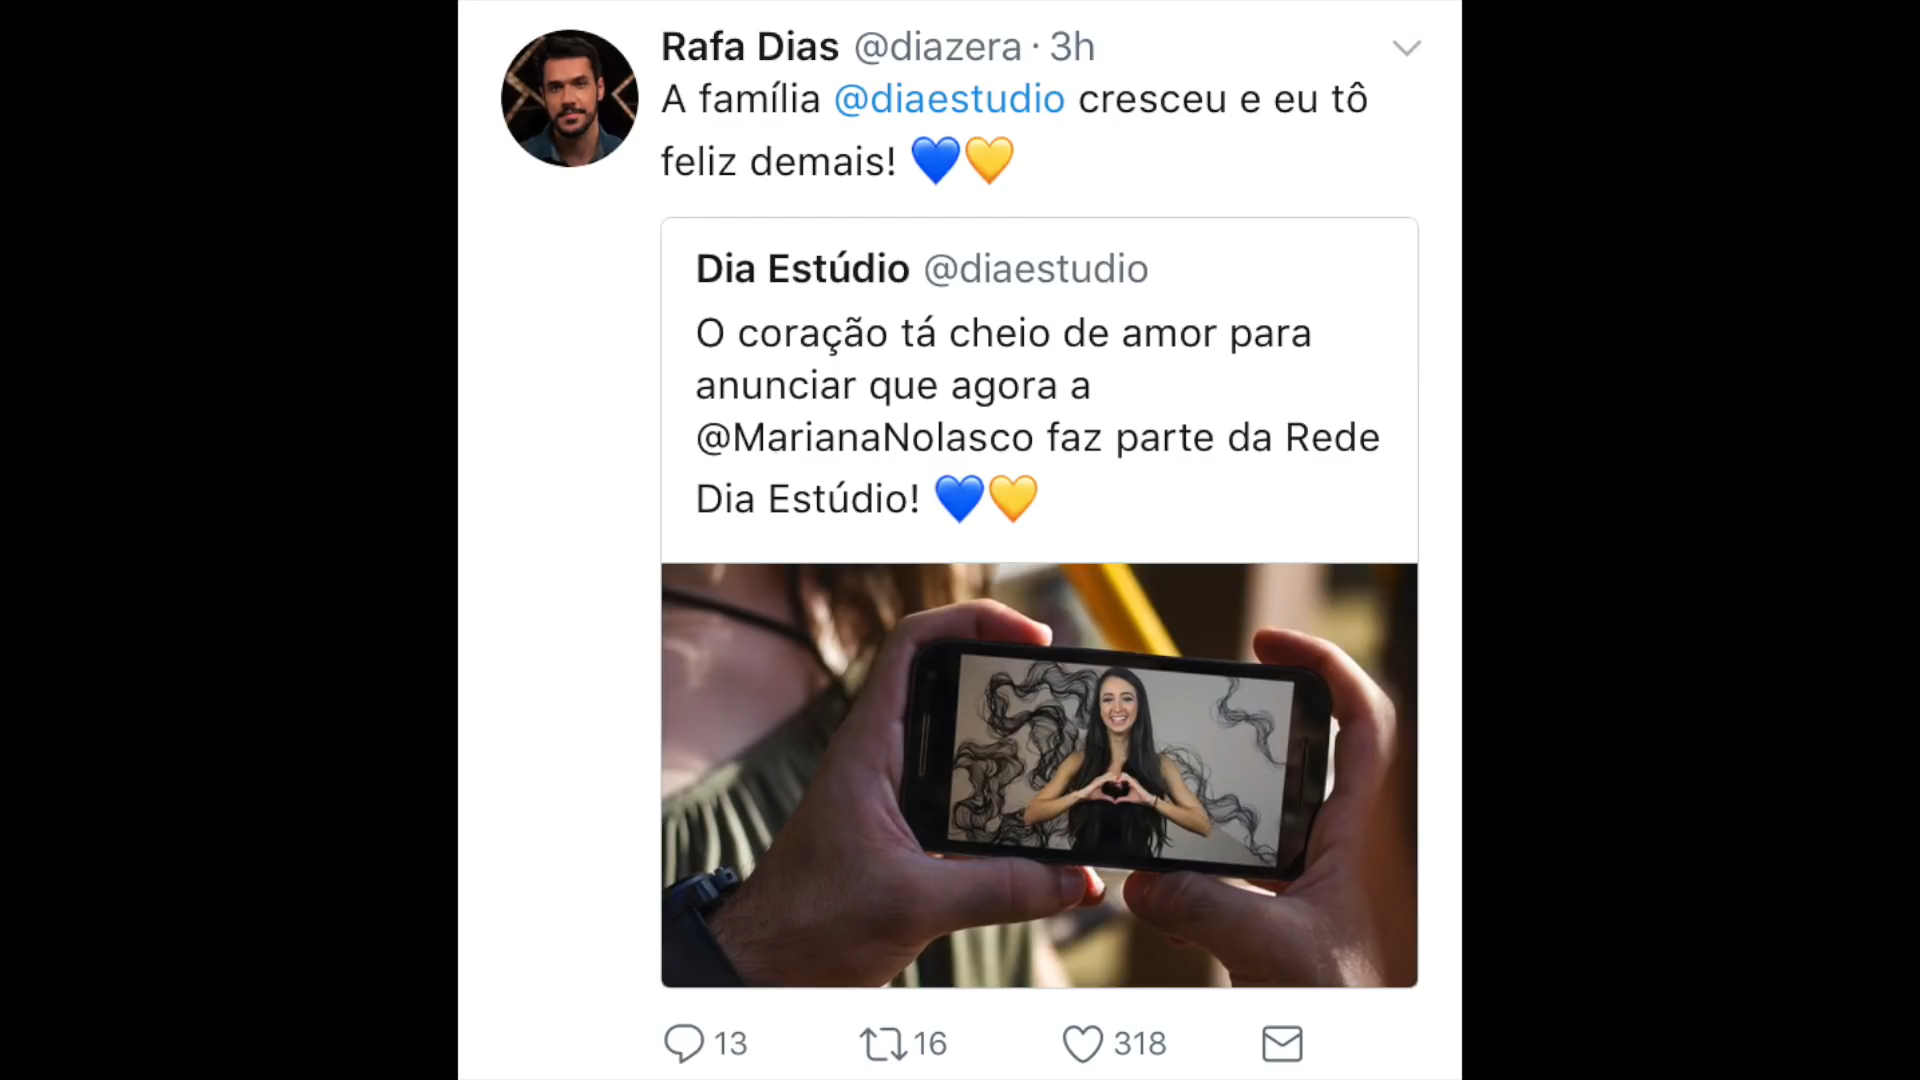 Rafa Dias @diazera · 3h
A família @diaestudio cresceu e eu tô
feliz demais! 💙💛
Dia Estúdio @diaestudio
O coração tá cheio de amor para
anunciar que agora a
@MarianaNolasco faz parte da Rede
Dia Estúdio! 💙💛
13 16 318